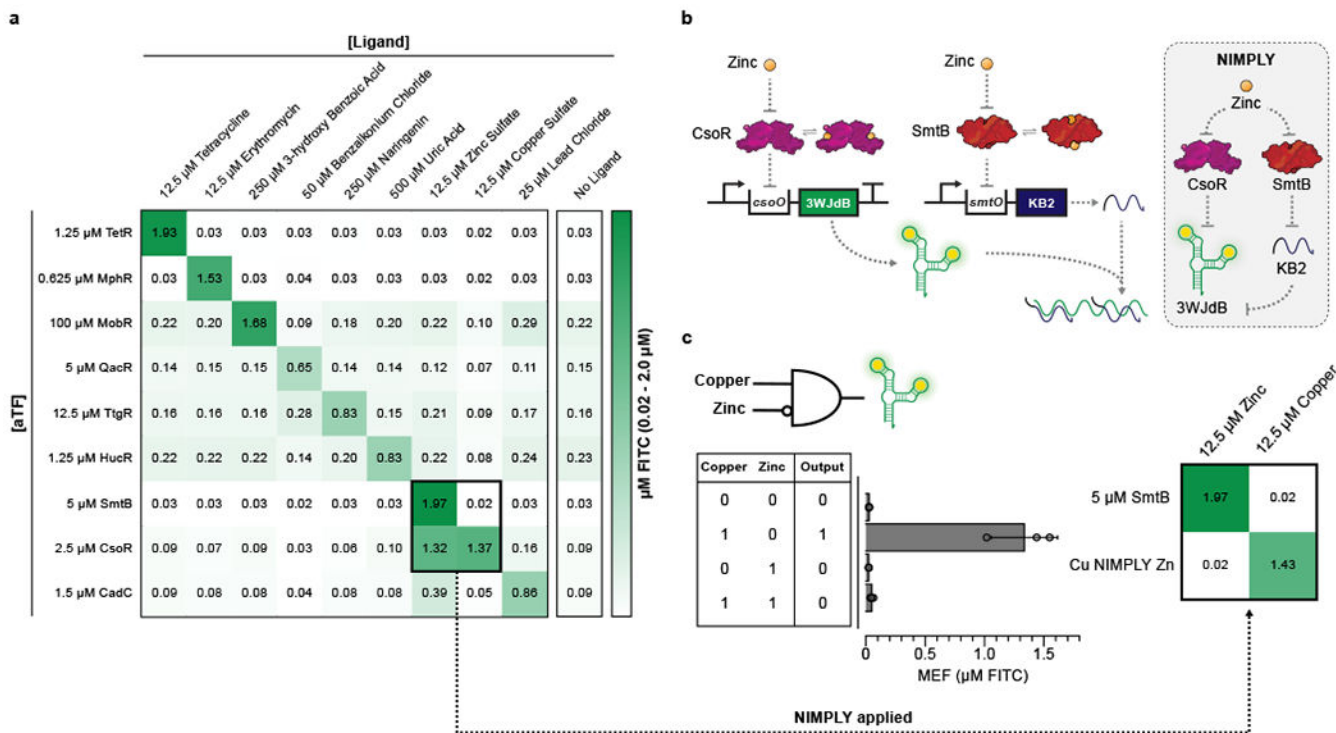 a
[Ligand]
12.5 µM Tetracycline
12.5 µM Erythromycin
250 µM 3-hydroxy Benzoic Acid
50 µM Benzalkonium Chloride
250 µM Naringenin
500 µM Uric Acid
12.5 µM Zinc Sulfate
12.5 µM Copper Sulfate
25 µM Lead Chloride
No Ligand
[aTF]
1.25 µM TetR 1.93 0.03 0.03 0.03 0.03 0.03 0.03 0.02 0.03 0.03
0.625 µM MphR 0.03 1.53 0.03 0.04 0.03 0.03 0.03 0.02 0.03 0.03
100 µM MobR 0.22 0.20 1.68 0.09 0.18 0.20 0.22 0.10 0.29 0.22
5 µM QacR 0.14 0.15 0.15 0.65 0.14 0.14 0.12 0.07 0.11 0.15
12.5 µM TtgR 0.16 0.16 0.16 0.28 0.83 0.15 0.21 0.09 0.17 0.16
1.25 µM HucR 0.22 0.22 0.22 0.14 0.20 0.83 0.22 0.08 0.24 0.23
5 µM SmtB 0.03 0.03 0.03 0.02 0.03 0.03 1.97 0.02 0.03 0.03
2.5 µM CsoR 0.09 0.07 0.09 0.03 0.06 0.10 1.32 1.37 0.16 0.09
1.5 µM CadC 0.09 0.08 0.08 0.04 0.08 0.08 0.39 0.05 0.86 0.09
µM FITC (0.02 - 2.0 µM)
b
Zinc
CsoR
csoO
3WJdB
Zinc
SmtB
smtO
KB2
NIMPLY
Zinc
CsoR
SmtB
KB2
3WJdB
c
Copper
Zinc
Copper Zinc Output
0 0 0
1 0 1
0 1 0
1 1 0
0 1.0 1.5
MEF (µM FITC)
12.5 µM Zinc
12.5 µM Copper
5 µM SmtB 1.97 0.02
Cu NIMPLY Zn 0.02 1.43
NIMPLY applied